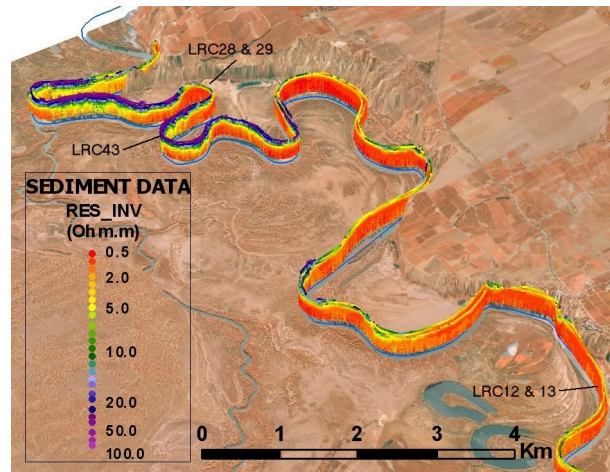 LRC28 & 29
LRC43
SEDIMENT DATA
RES_INV
(Ohm.m)
0.5
2.0
5.0
10.0
20.0
50.0
100.0
LRC12 & 13
0 1 2 3 4
Km